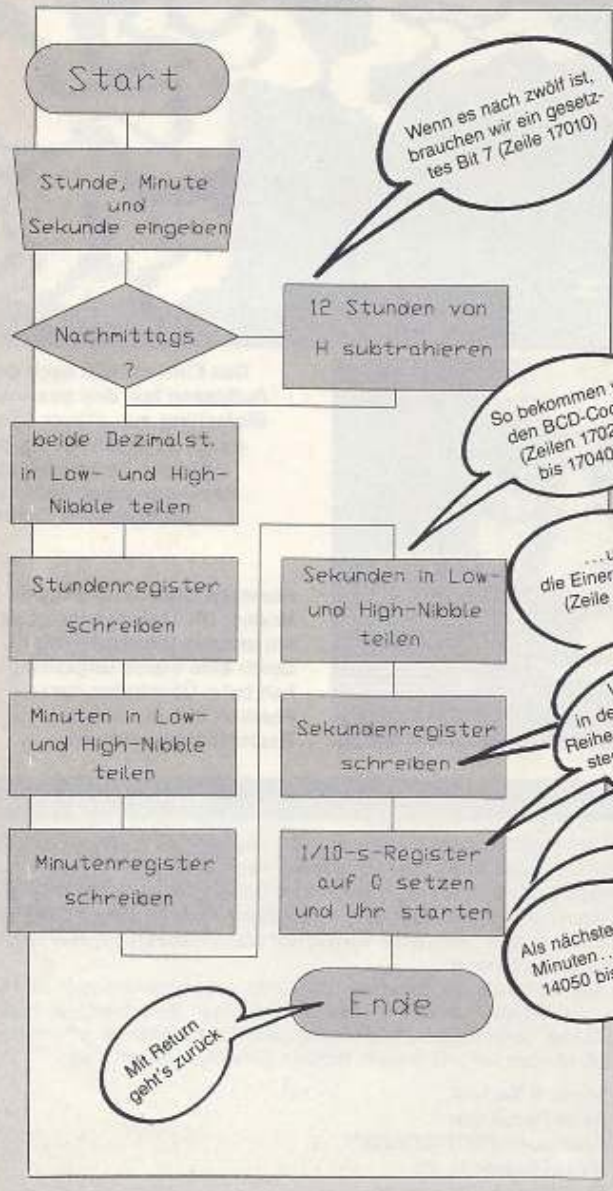 Start
Stunde, Minute
und
Sekunde eingeben
Wenn es nach zwölf ist,
brauchen wir ein gesetz-
tes Bit 7 (Zeile 17010)
Nachmittags
?
12 Stunden von
H subtrahieren
beide Dezimalst.
in Low- und High-
Nibble teilen
So bekommen
den BCD-Cod
(Zeilen 1702
bis 17040
Stundenregister
schreiben
Minuten in Low-
und High-Nibble
teilen
Minutenregister
schreiben
Sekunden in Low-
und High-Nibble
teilen
die Einer
(Zeile
Sekundenregister
schreiben
in de
Reihe
ster
1/10-s-Register
auf 0 setzen
und Uhr starten
Als nächste
Minuten...
14050 bis
Ende
Mit Return
geht's zurück